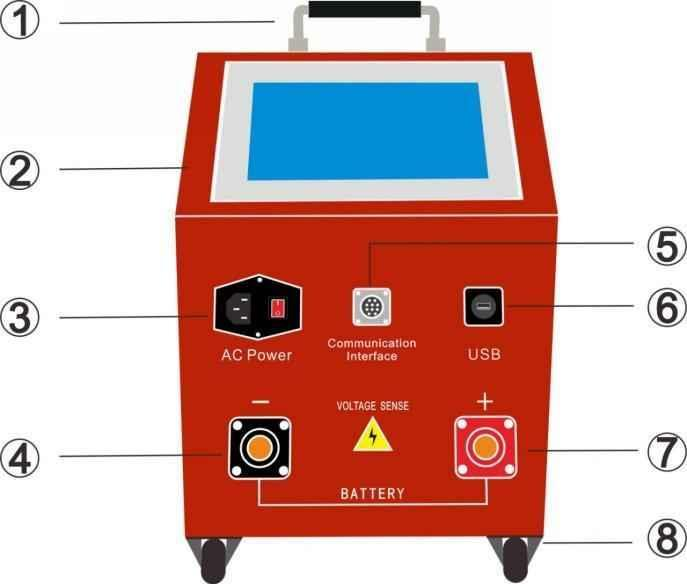 ①
②
⑤
③
⑥
AC Power
Communication
Interface
USB
−
VOLTAGE SENSE
+
④
⑦
BATTERY
⑧